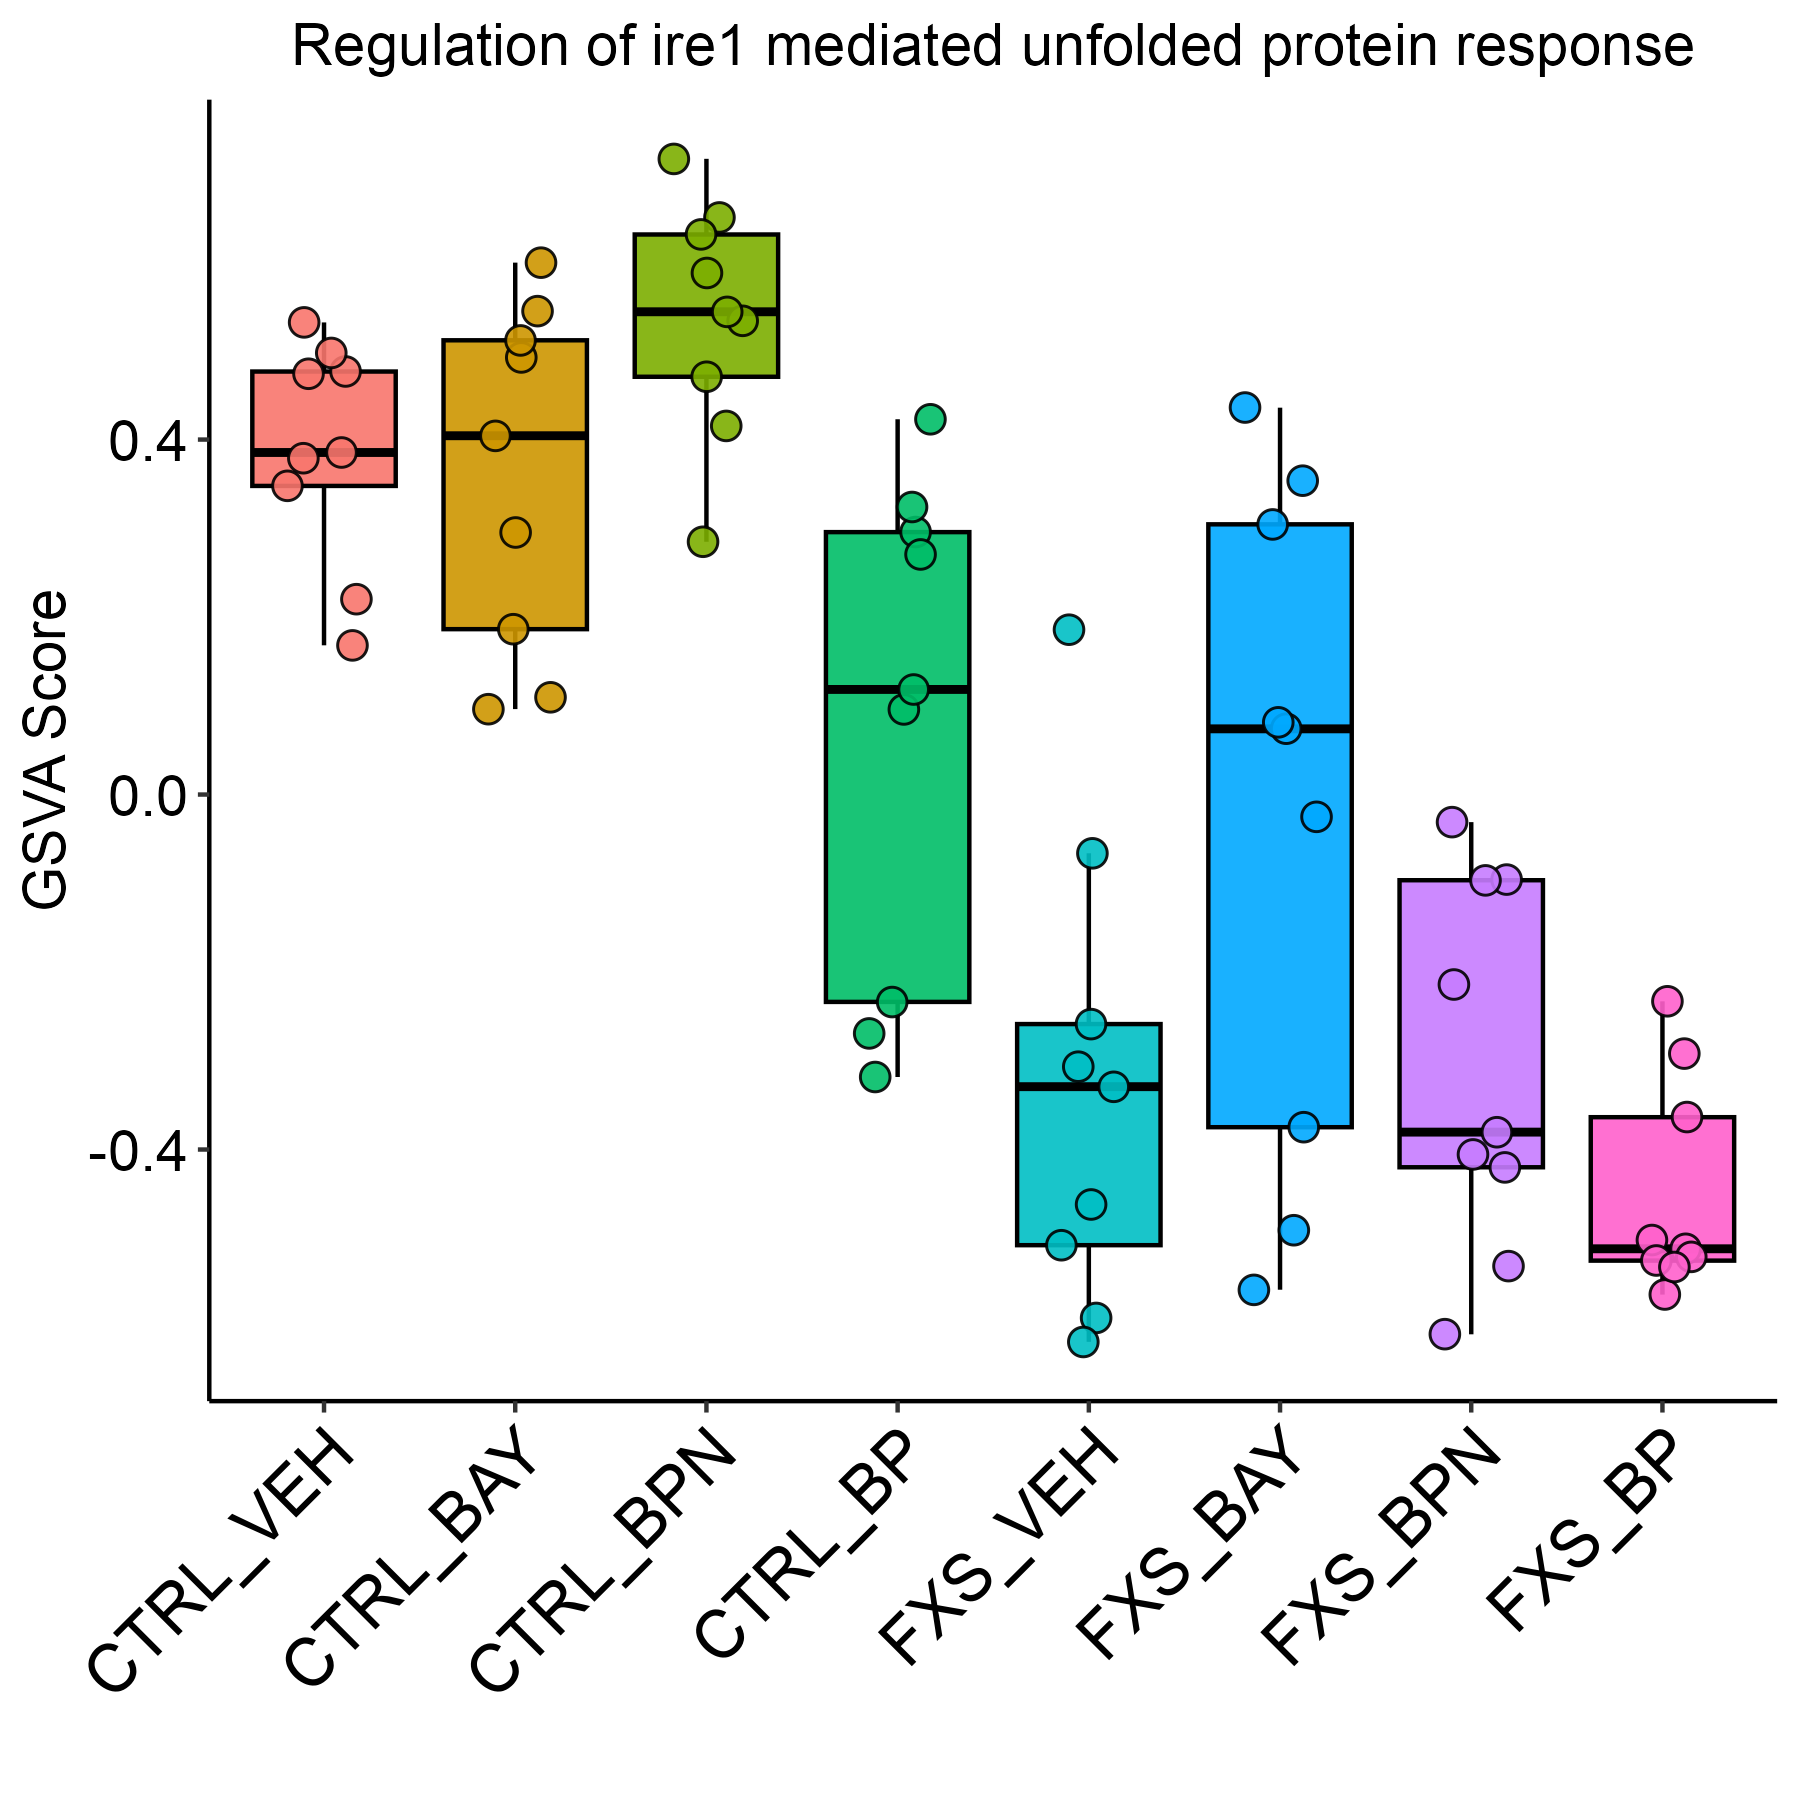 Regulation of ire1 mediated unfolded protein response
GSVA Score
0.4
0.0
-0.4
CTRL_VEH
CTRL_BAY
CTRL_BPN
CTRL_BP
FXS_VEH
FXS_BAY
FXS_BPN
FXS_BP